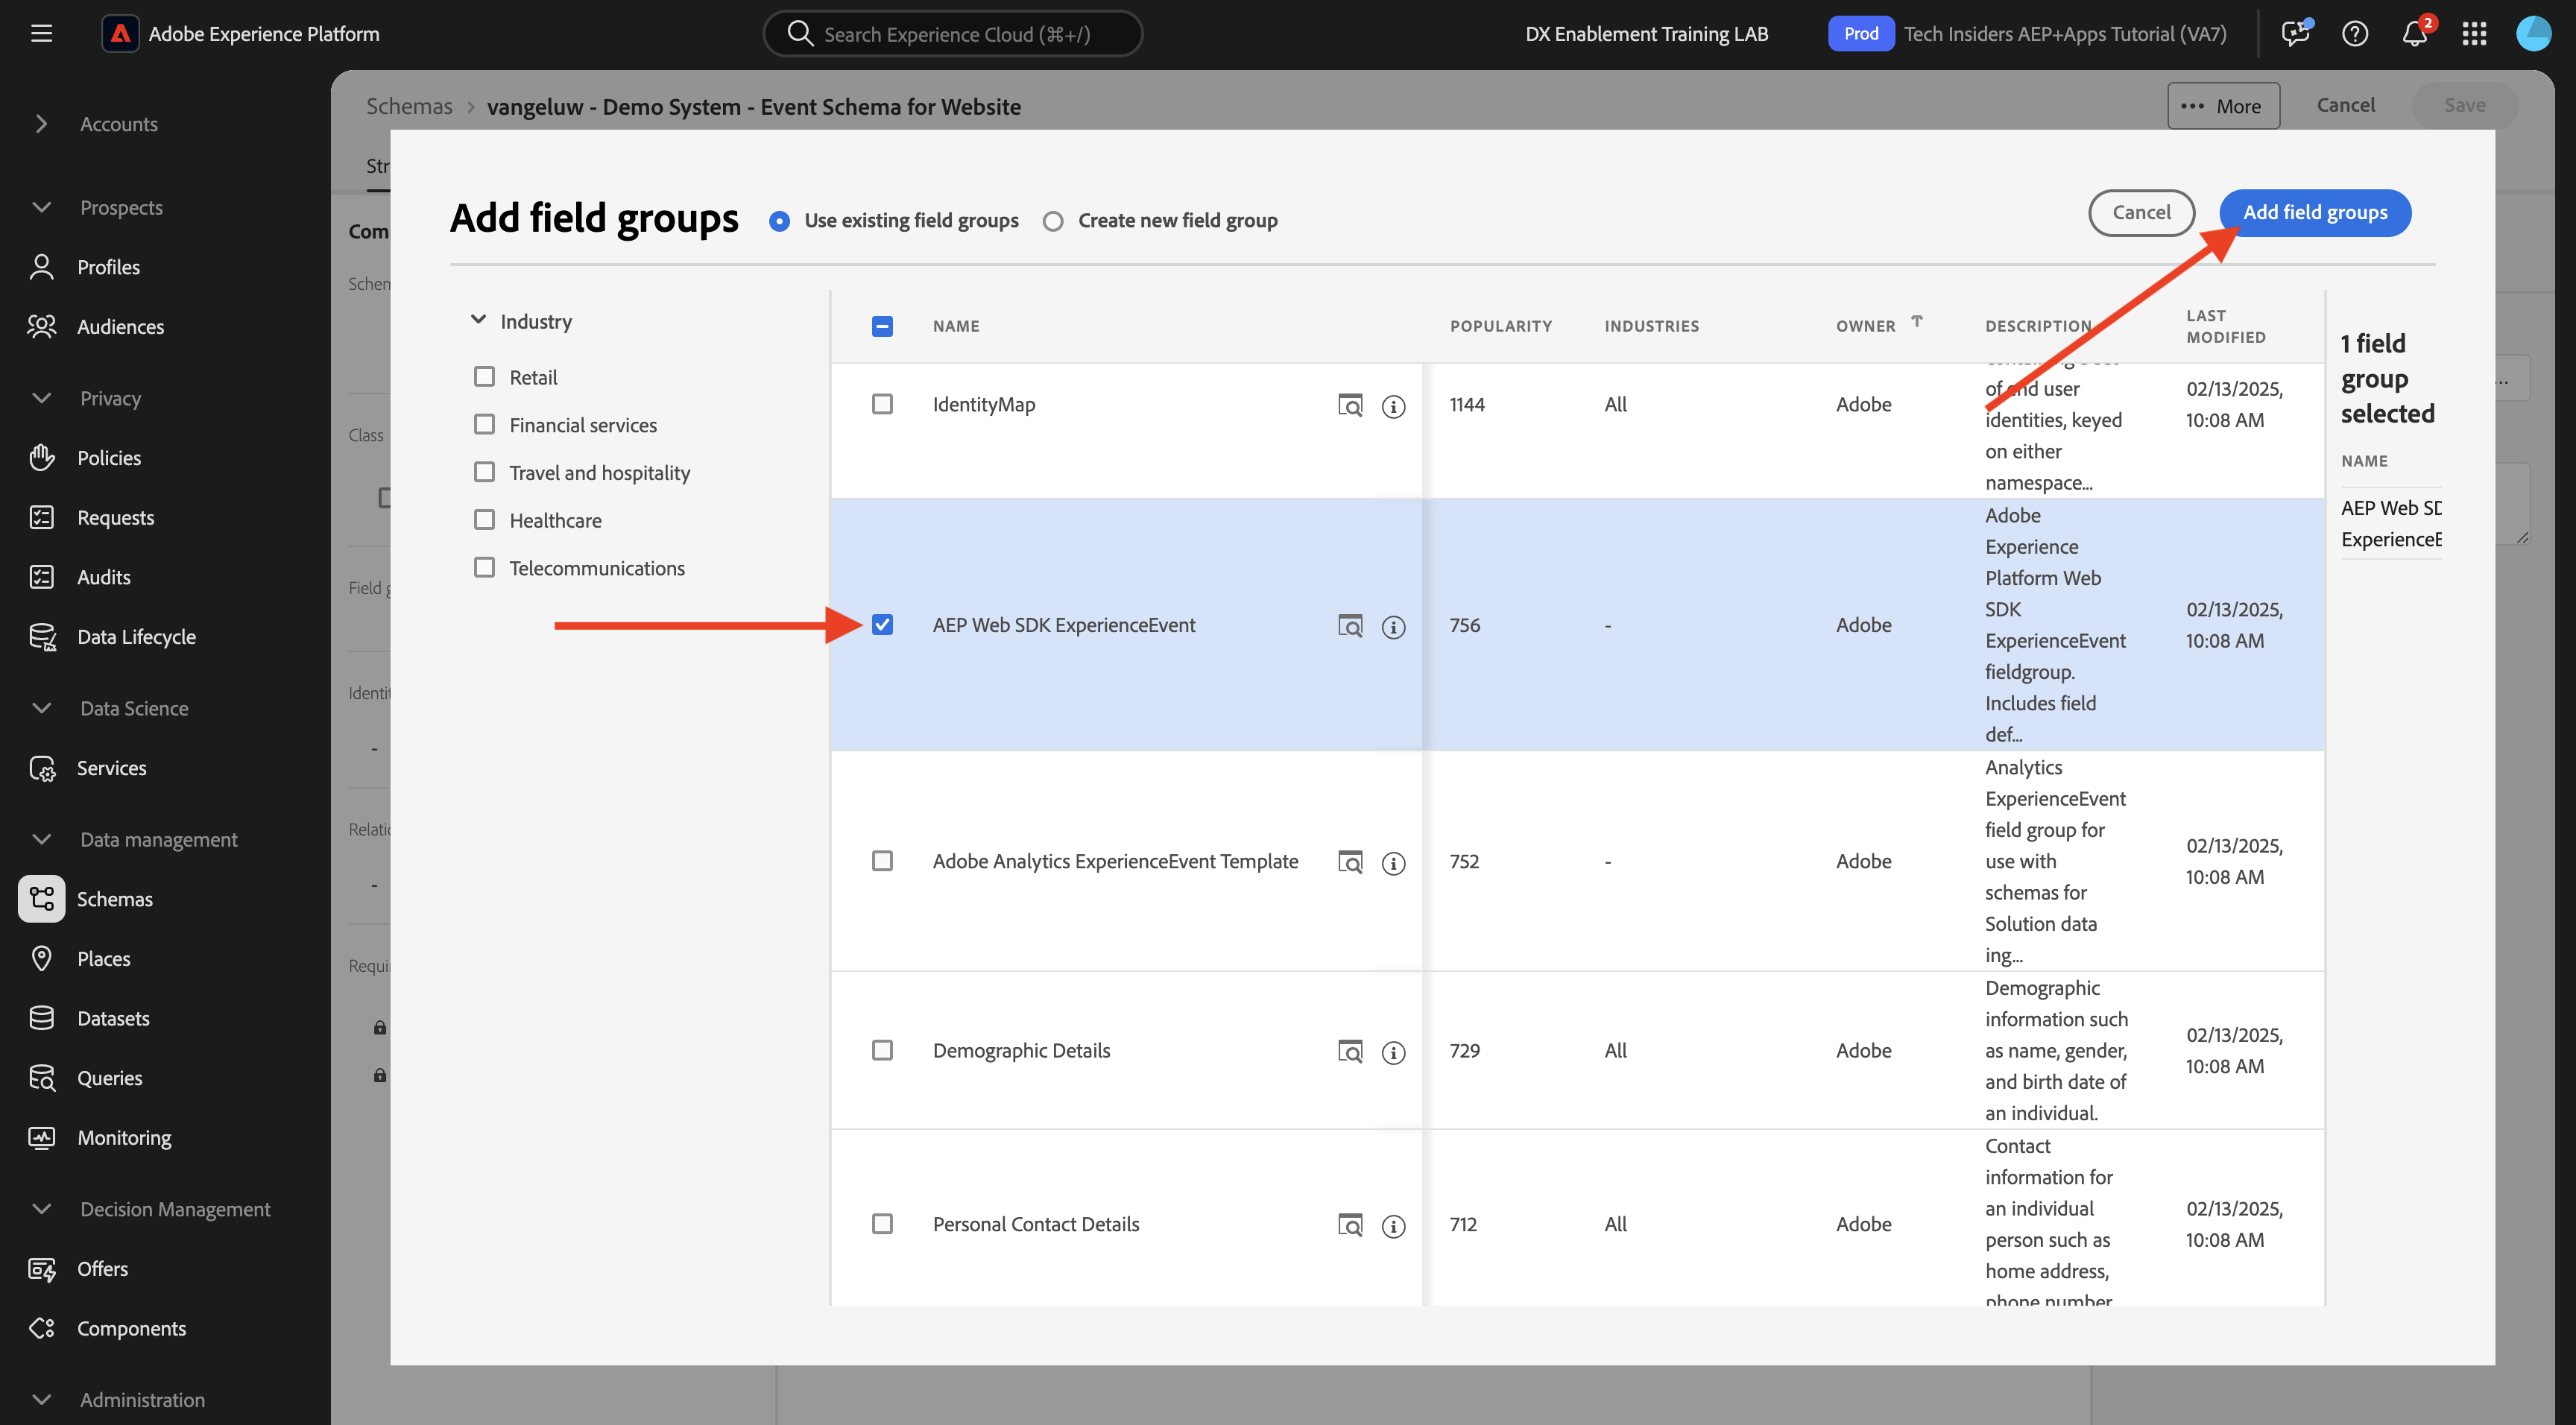 Adobe Experience Platform
Search Experience Cloud (⌘+/)
DX Enablement Training LAB
Prod
Tech Insiders AEP+Apps Tutorial (VA7)
2
Accounts
Prospects
Profiles
Audiences
Privacy
Policies
Requests
Audits
Data Lifecycle
Data Science
Services
Data management
Schemas
Places
Datasets
Queries
Monitoring
Decision Management
Offers
Components
Administration
Schemas > vangeluw - Demo System - Event Schema for Website
More
Cancel
Save
Class
Add field groups
Use existing field groups
Create new field group
Cancel
Add field groups
Industry
Retail
Financial services
Travel and hospitality
Healthcare
Telecommunications
NAME
POPULARITY
INDUSTRIES
OWNER
DESCRIPTION
LAST
MODIFIED
IdentityMap
1144
All
Adobe
of end user
identities, keyed
on either
namespace...
02/13/2025,
10:08 AM
AEP Web SDK ExperienceEvent
756
-
Adobe
Adobe
Experience
Platform Web
SDK
ExperienceEvent
fieldgroup.
Includes field
def...
02/13/2025,
10:08 AM
Adobe Analytics ExperienceEvent Template
752
-
Adobe
Analytics
ExperienceEvent
field group for
use with
schemas for
Solution data
ing...
02/13/2025,
10:08 AM
Demographic Details
729
All
Adobe
Demographic
information such
as name, gender,
and birth date of
an individual.
02/13/2025,
10:08 AM
Personal Contact Details
712
All
Adobe
Contact
information for
an individual
person such as
home address,
phone number
02/13/2025,
10:08 AM
1 field
group
selected
NAME
AEP Web SD
ExperienceE